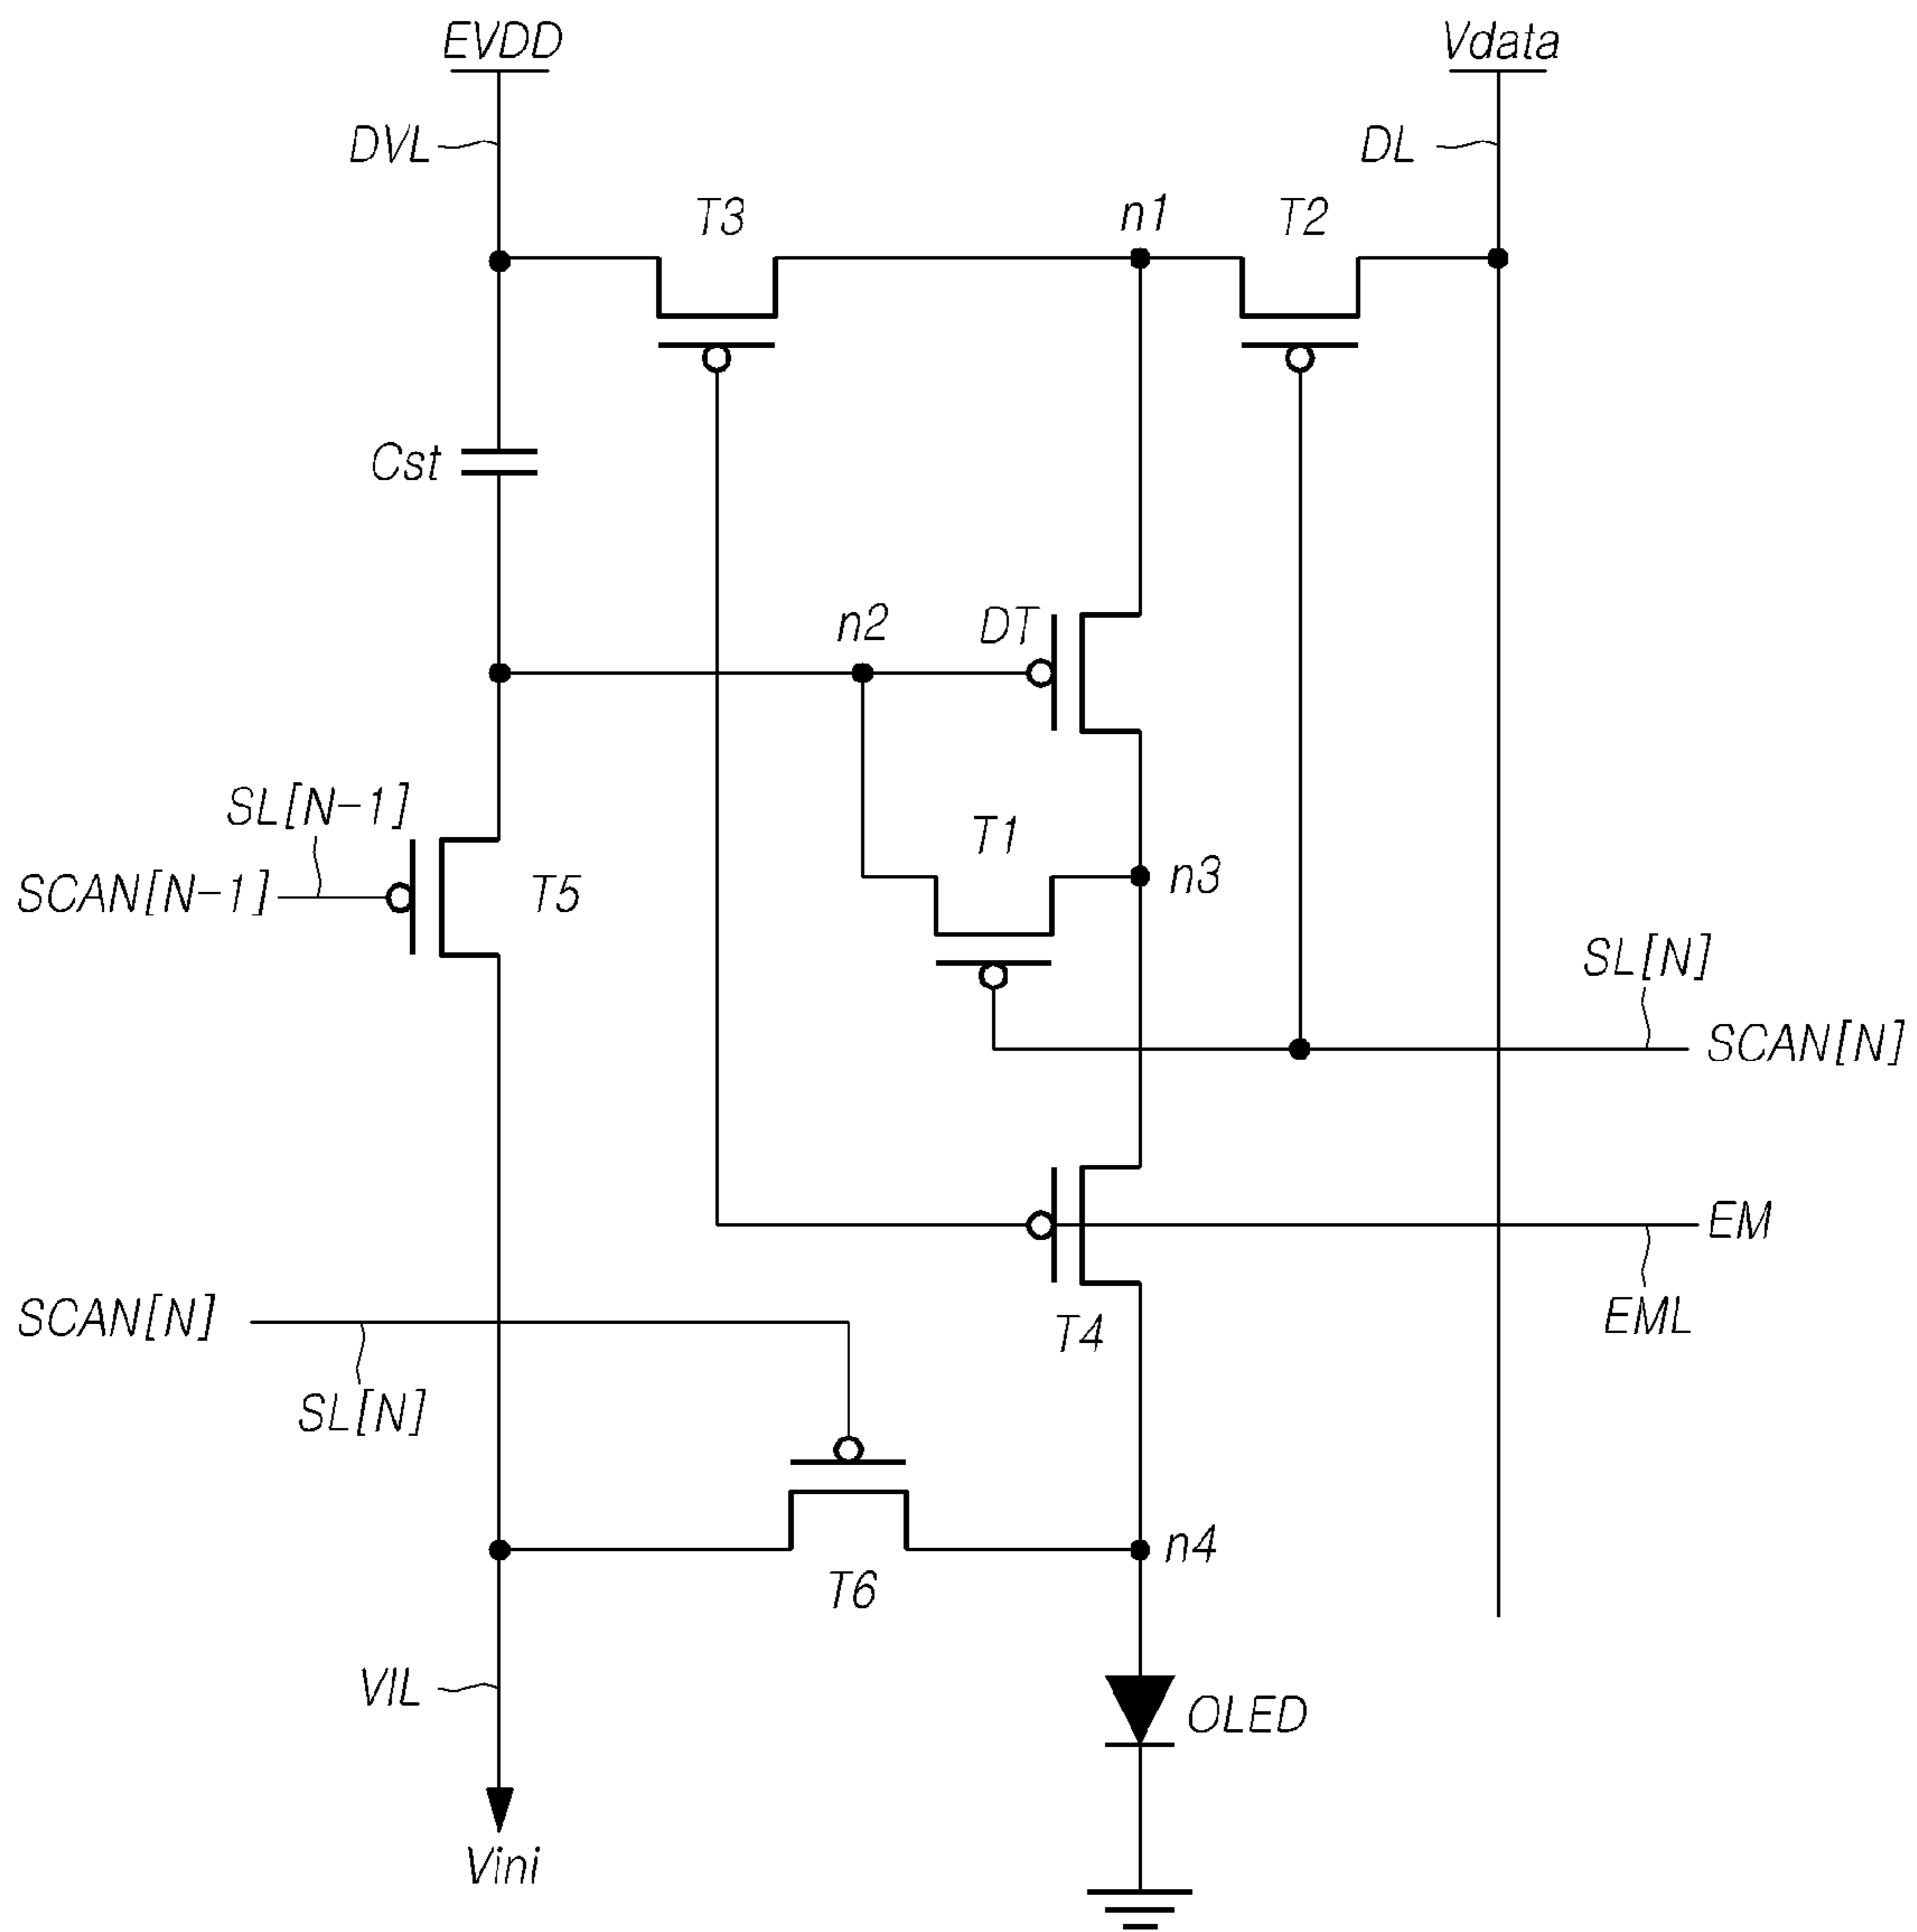 EVDD
Vdata
DVL
DL
T3
n1
T2
Cst
n2
DT
SL[N-1]
T1
SCAN[N-1]
T5
n3
SL[N]
SCAN[N]
EM
SCAN[N]
T4
EML
SL[N]
n4
T6
VIL
OLED
Vini